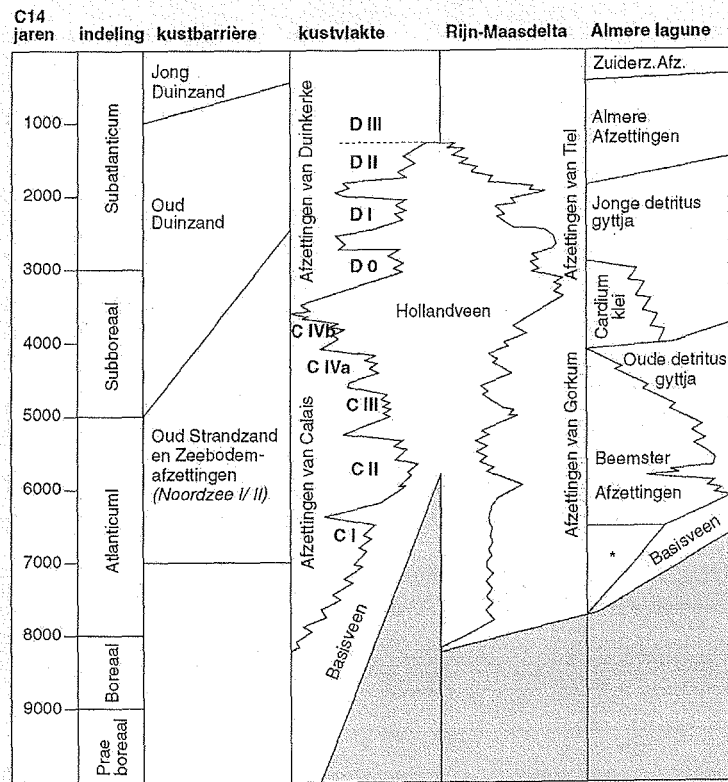 C14
jaren indeling kustbarrière kustvlakte Rijn-Maasdelta Almere lagune
1000
2000
3000
4000
5000
6000
7000
8000
9000
Subatlanticum
Subboreaal
Atlanticuml
Boreaal
Prae
boreaal
Jong
Duinzand
Oud
Duinzand
Oud Strandzand
en Zeebodem-
afzettingen
(Noordzee I/ II)
Afzettingen van Duinkerke
Afzettingen van Calais
D III
D II
D I
D 0
C IVb
C IVa
C III
C II
C I
Basisveen
Hollandveen
Afzettingen van Tiel
Afzettingen van Gorkum
Zuiderz.Afz.
Almere
Afzettingen
Jonge detritus
gyttja
Cardium
klei
Oude detritus
gyttja
Beemster
Afzettingen
*
Basisveen